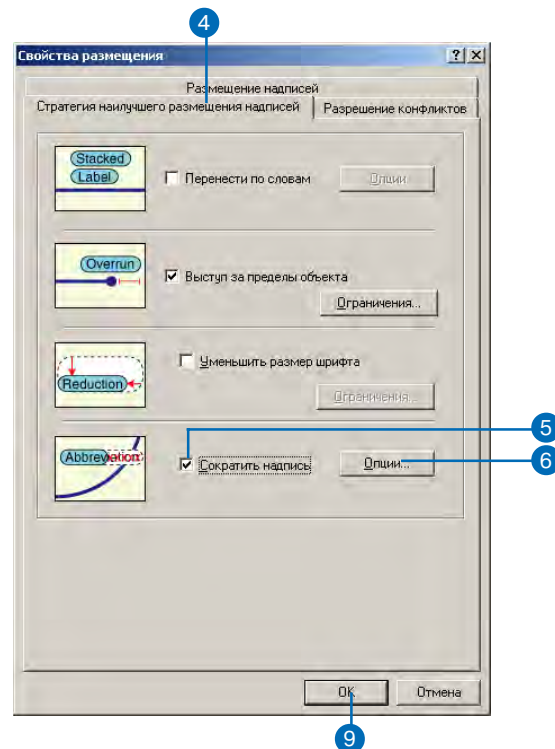 4
Свойства размещения
Размещение надписей
Стратегия наилучшего размещения надписей
Разрешение конфликтов
Stacked
Label
Перенести по словам
Опции
Overrun
Выступ за пределы объекта
Ограничения...
Reduction
Уменьшить размер шрифта
Ограничения...
5
Abbreviation
Сократить надпись
Опции...
6
OK
Отмена
9